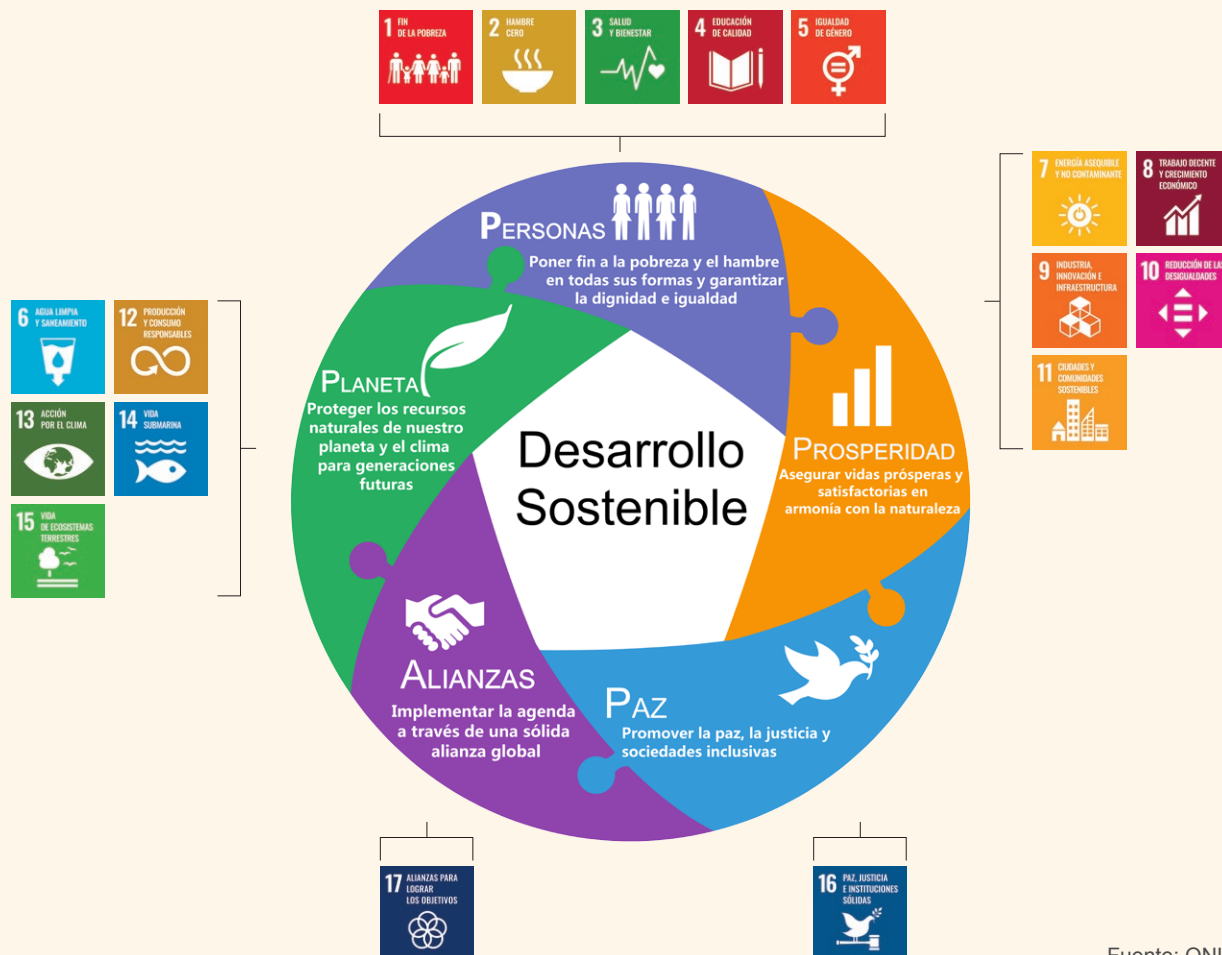 1 FIN
DE LA POBREZA
2 HAMBRE
CERO
3 SALUD
Y BIENESTAR
4 EDUCACIÓN
DE CALIDAD
5 IGUALDAD
DE GÉNERO
7 ENERGÍA ASEQUIBLE
Y NO CONTAMINANTE
8 TRABAJO DECENTE
Y CRECIMIENTO
ECONÓMICO
9 INDUSTRIA,
INNOVACIÓN E
INFRAESTRUCTURA
10 REDUCCIÓN DE LAS
DESIGUALDADES
11 CIUDADES Y
COMUNIDADES
SOSTENIBLES
6 AGUA LIMPIA
Y SANEAMIENTO
12 PRODUCCIÓN
Y CONSUMO
RESPONSABLES
13 ACCIÓN
POR EL CLIMA
14 VIDA
SUBMARINA
15 VIDA
DE ECOSISTEMAS
TERRESTRES
PERSONAS
Poner fin a la pobreza y el hambre
en todas sus formas y garantizar
la dignidad e igualdad
PLANETA
Proteger los recursos
naturales de nuestro
planeta y el clima
para generaciones
futuras
Desarrollo
Sostenible
PROSPERIDAD
Asegurar vidas prósperas y
satisfactorias en
armonía con la naturaleza
ALIANZAS
Implementar la agenda
a través de una sólida
alianza global
PAZ
Promover la paz, la justicia y
sociedades inclusivas
17 ALIANZAS PARA
LOGRAR
LOS OBJETIVOS
16 PAZ, JUSTICIA
E INSTITUCIONES
SÓLIDAS
Fuente: